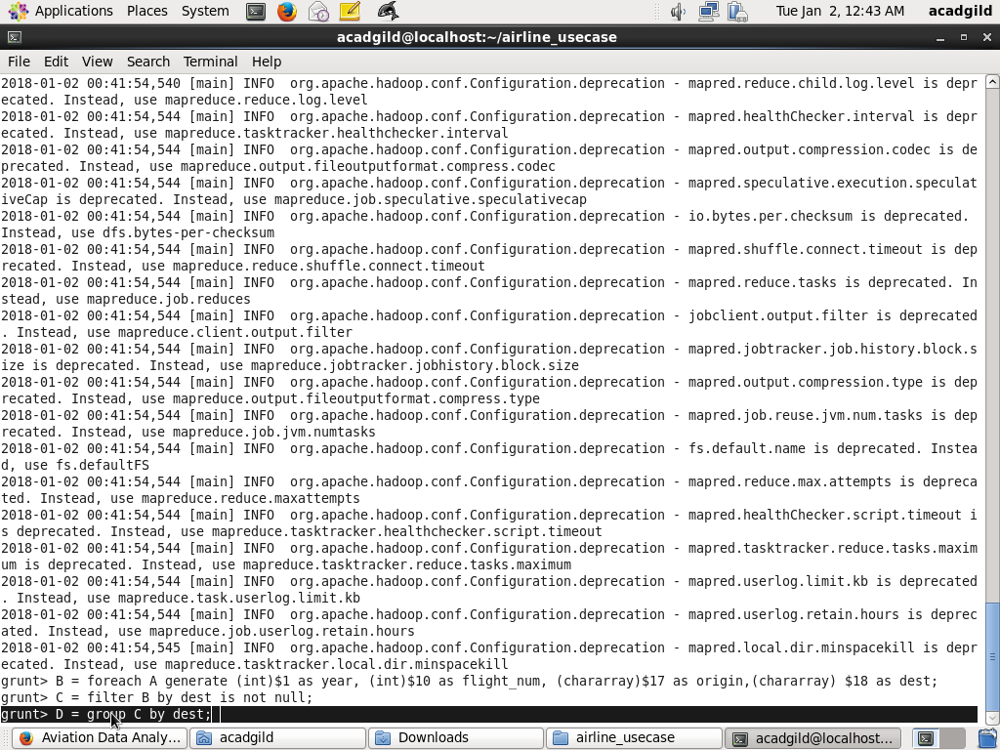 Applications Places System
Tue Jan 2, 12:43 AM acadgild
acadgild@localhost:~/airline_usecase
File Edit View Search Terminal Help
2018-01-02 00:41:54,540 [main] INFO  org.apache.hadoop.conf.Configuration.deprecation - mapred.reduce.child.log.level is depr
ecated. Instead, use mapreduce.reduce.log.level
2018-01-02 00:41:54,544 [main] INFO  org.apache.hadoop.conf.Configuration.deprecation - mapred.healthChecker.interval is depr
ecated. Instead, use mapreduce.tasktracker.healthchecker.interval
2018-01-02 00:41:54,544 [main] INFO  org.apache.hadoop.conf.Configuration.deprecation - mapred.output.compression.codec is de
precated. Instead, use mapreduce.output.fileoutputformat.compress.codec
2018-01-02 00:41:54,544 [main] INFO  org.apache.hadoop.conf.Configuration.deprecation - mapred.speculative.execution.speculat
iveCap is deprecated. Instead, use mapreduce.job.speculative.speculativecap
2018-01-02 00:41:54,544 [main] INFO  org.apache.hadoop.conf.Configuration.deprecation - io.bytes.per.checksum is deprecated.
Instead, use dfs.bytes-per-checksum
2018-01-02 00:41:54,544 [main] INFO  org.apache.hadoop.conf.Configuration.deprecation - mapred.shuffle.connect.timeout is dep
recated. Instead, use mapreduce.reduce.shuffle.connect.timeout
2018-01-02 00:41:54,544 [main] INFO  org.apache.hadoop.conf.Configuration.deprecation - mapred.reduce.tasks is deprecated. In
stead, use mapreduce.job.reduces
2018-01-02 00:41:54,544 [main] INFO  org.apache.hadoop.conf.Configuration.deprecation - jobclient.output.filter is deprecated
. Instead, use mapreduce.client.output.filter
2018-01-02 00:41:54,544 [main] INFO  org.apache.hadoop.conf.Configuration.deprecation - mapred.jobtracker.job.history.block.s
ize is deprecated. Instead, use mapreduce.jobtracker.jobhistory.block.size
2018-01-02 00:41:54,544 [main] INFO  org.apache.hadoop.conf.Configuration.deprecation - mapred.output.compression.type is dep
recated. Instead, use mapreduce.output.fileoutputformat.compress.type
2018-01-02 00:41:54,544 [main] INFO  org.apache.hadoop.conf.Configuration.deprecation - mapred.job.reuse.jvm.num.tasks is dep
recated. Instead, use mapreduce.job.jvm.numtasks
2018-01-02 00:41:54,544 [main] INFO  org.apache.hadoop.conf.Configuration.deprecation - fs.default.name is deprecated. Instea
d, use fs.defaultFS
2018-01-02 00:41:54,544 [main] INFO  org.apache.hadoop.conf.Configuration.deprecation - mapred.reduce.max.attempts is depreca
ted. Instead, use mapreduce.reduce.maxattempts
2018-01-02 00:41:54,544 [main] INFO  org.apache.hadoop.conf.Configuration.deprecation - mapred.healthChecker.script.timeout i
s deprecated. Instead, use mapreduce.tasktracker.healthchecker.script.timeout
2018-01-02 00:41:54,544 [main] INFO  org.apache.hadoop.conf.Configuration.deprecation - mapred.tasktracker.reduce.tasks.maxim
um is deprecated. Instead, use mapreduce.tasktracker.reduce.tasks.maximum
2018-01-02 00:41:54,544 [main] INFO  org.apache.hadoop.conf.Configuration.deprecation - mapred.userlog.limit.kb is deprecated
. Instead, use mapreduce.task.userlog.limit.kb
2018-01-02 00:41:54,544 [main] INFO  org.apache.hadoop.conf.Configuration.deprecation - mapred.userlog.retain.hours is deprec
ated. Instead, use mapreduce.job.userlog.retain.hours
2018-01-02 00:41:54,545 [main] INFO  org.apache.hadoop.conf.Configuration.deprecation - mapred.local.dir.minspacekill is depr
ecated. Instead, use mapreduce.tasktracker.local.dir.minspacekill
grunt> B = foreach A generate (int)$1 as year, (int)$10 as flight_num, (chararray)$17 as origin,(chararray) $18 as dest;
grunt> C = filter B by dest is not null;
grunt> D = group C by dest;
Aviation Data Analy... acadgild Downloads airline_usecase acadgild@localhost:...